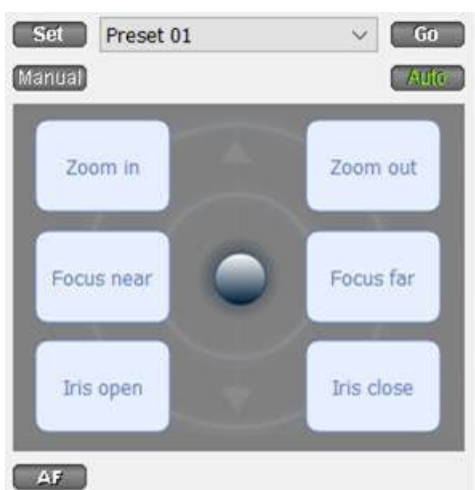 Set Preset 01 Go
Manual Auto
Zoom in Zoom out
Focus near Focus far
Iris open Iris close
AF